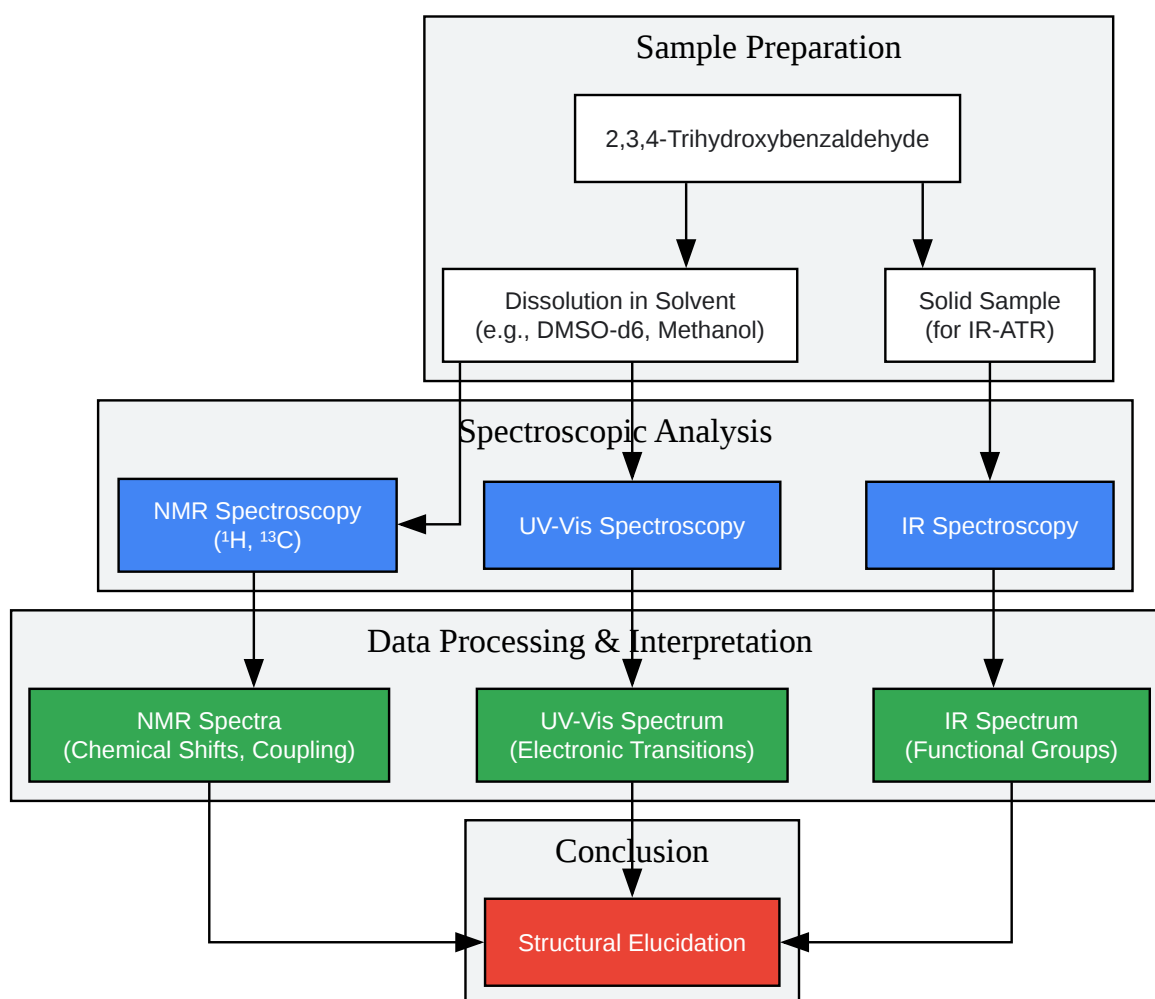 Sample Preparation
2,3,4-Trihydroxybenzaldehyde
Dissolution in Solvent
(e.g., DMSO-d6, Methanol)
Solid Sample
(for IR-ATR)
Spectroscopic Analysis
NMR Spectroscopy
(¹H, ¹³C)
UV-Vis Spectroscopy
IR Spectroscopy
Data Processing & Interpretation
NMR Spectra
(Chemical Shifts, Coupling)
UV-Vis Spectrum
(Electronic Transitions)
IR Spectrum
(Functional Groups)
Conclusion
Structural Elucidation